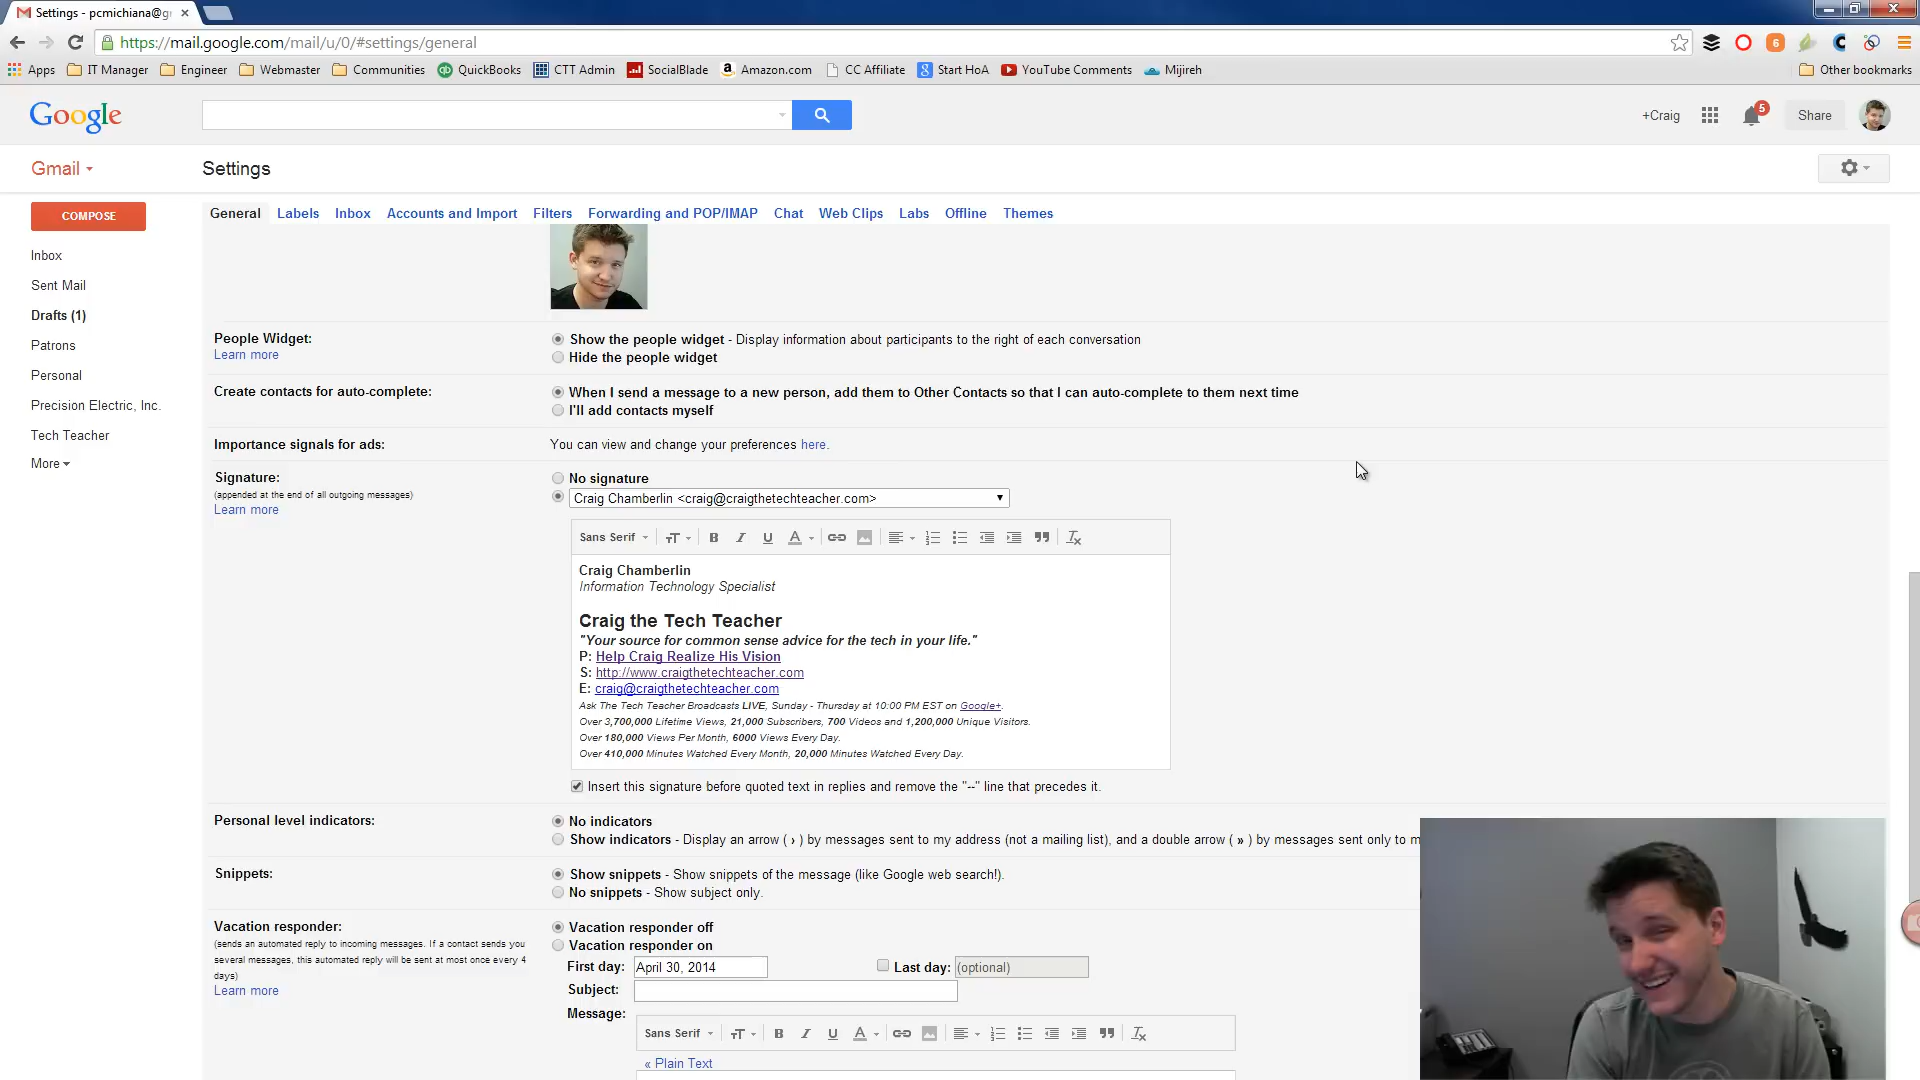 Settings - pcmichiana@g
https://mail.google.com/mail/u/0/#settings/general
6
Apps IT Manager Engineer Webmaster Communities QuickBooks CTT Admin SocialBlade Amazon.com CC Affiliate Start HoA YouTube Comments Mijireh Other bookmarks
Google +Craig 5 Share
Gmail Settings
COMPOSE
General Labels Inbox Accounts and Import Filters Forwarding and POP/IMAP Chat Web Clips Labs Offline Themes
Inbox
Sent Mail
Drafts (1)
Patrons
Personal
Precision Electric, Inc.
Tech Teacher
More
People Widget:
Learn more
Show the people widget - Display information about participants to the right of each conversation
Hide the people widget
Create contacts for auto-complete:
When I send a message to a new person, add them to Other Contacts so that I can auto-complete to them next time
I'll add contacts myself
Importance signals for ads:
You can view and change your preferences here.
Signature:
(appended at the end of all outgoing messages)
Learn more
No signature
Craig Chamberlin <craig@craigthetechteacher.com>
Sans Serif TT B I U A
Craig Chamberlin
Information Technology Specialist
Craig the Tech Teacher
"Your source for common sense advice for the tech in your life."
P: Help Craig Realize His Vision
S: http://www.craigthetechteacher.com
E: craig@craigthetechteacher.com
Ask The Tech Teacher Broadcasts LIVE, Sunday - Thursday at 10:00 PM EST on Google+.
Over 3,700,000 Lifetime Views, 21,000 Subscribers, 700 Videos and 1,200,000 Unique Visitors.
Over 180,000 Views Per Month, 6000 Views Every Day.
Over 410,000 Minutes Watched Every Month, 20,000 Minutes Watched Every Day.
Insert this signature before quoted text in replies and remove the "--" line that precedes it.
Personal level indicators:
No indicators
Show indicators - Display an arrow ( › ) by messages sent to my address (not a mailing list), and a double arrow ( » ) by messages sent only to m
Snippets:
Show snippets - Show snippets of the message (like Google web search!).
No snippets - Show subject only.
Vacation responder:
(sends an automated reply to incoming messages. If a contact sends you
several messages, this automated reply will be sent at most once every 4
days)
Learn more
Vacation responder off
Vacation responder on
First day: April 30, 2014 Last day: (optional)
Subject:
Message:
Sans Serif TT B I U A
« Plain Text